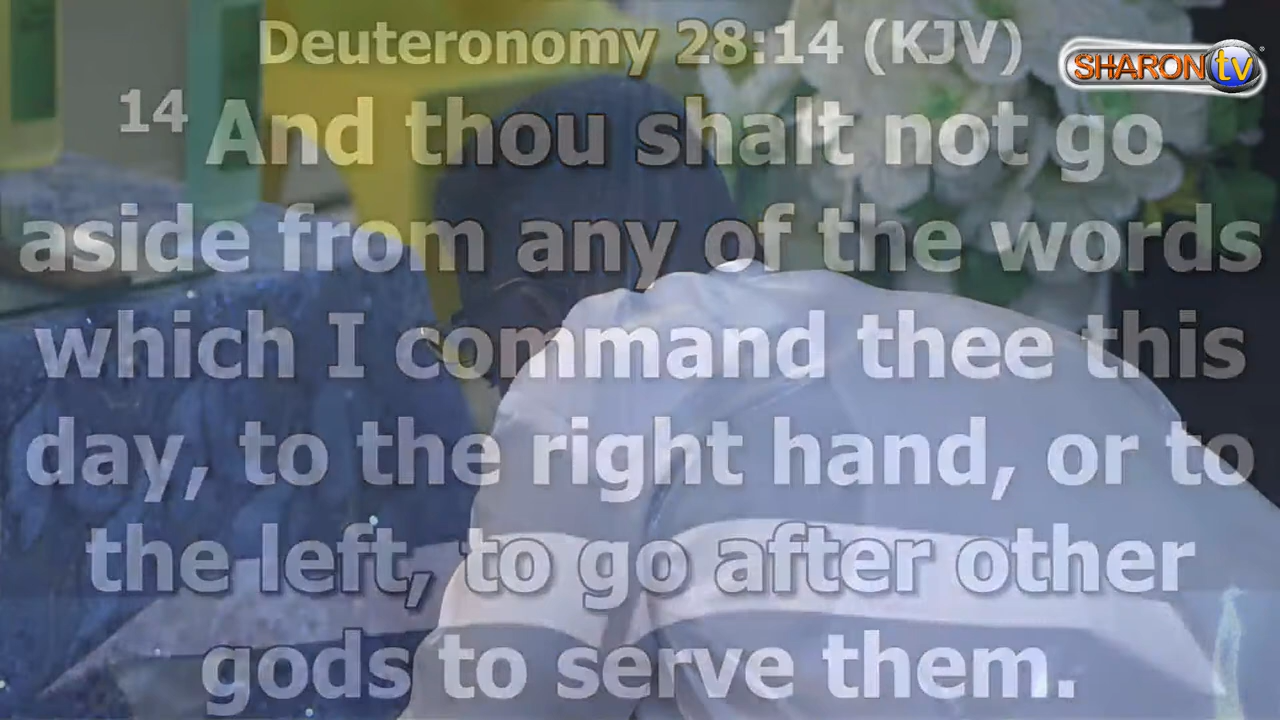 Deuteronomy 28:14 (KJV)
SHARON tv
14 And thou shalt not go
aside from any of the words
which I command thee this
day, to the right hand, or to
the left, to go after other
gods to serve them.